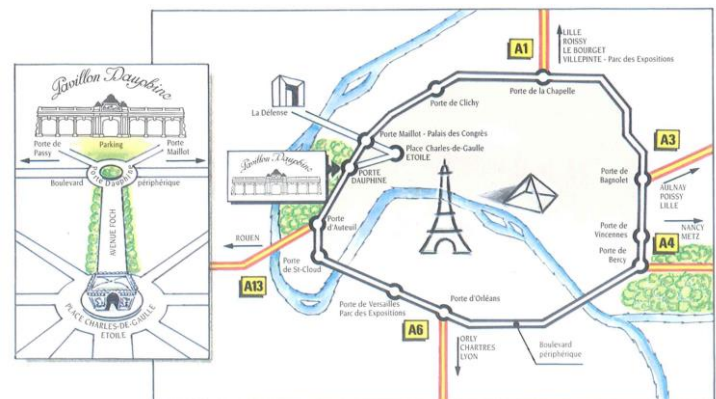 Pavillon Dauphine
Porte de
Passy
Parking
Porte
Maillot
Porte Dauphine
Boulevard
périphérique
AVENUE FOCH
PLACE CHARLES-DE-GAULLE
ETOILE
A1
LILLE
ROISSY
LE BOURGET
VILLEPINTE - Parc des Expositions
Porte de la Chapelle
Porte de Clichy
La Défense
Porte Maillot - Palais des Congrès
Place Charles-de-Gaulle
ETOILE
Pavillon Dauphine
PORTE
DAUPHINE
A3
Porte de
Bagnolet
AULNAY
POISSY
LILLE
Porte de
Vincennes
NANCY
METZ
A4
Porte de
Bercy
Porte
d'Auteuil
ROUEN
A13
Porte
de St-Cloud
Porte de Versailles
Parc des Expositions
Porte d'Orléans
A6
ORLY
CHARTRES
LYON
Boulevard
périphérique